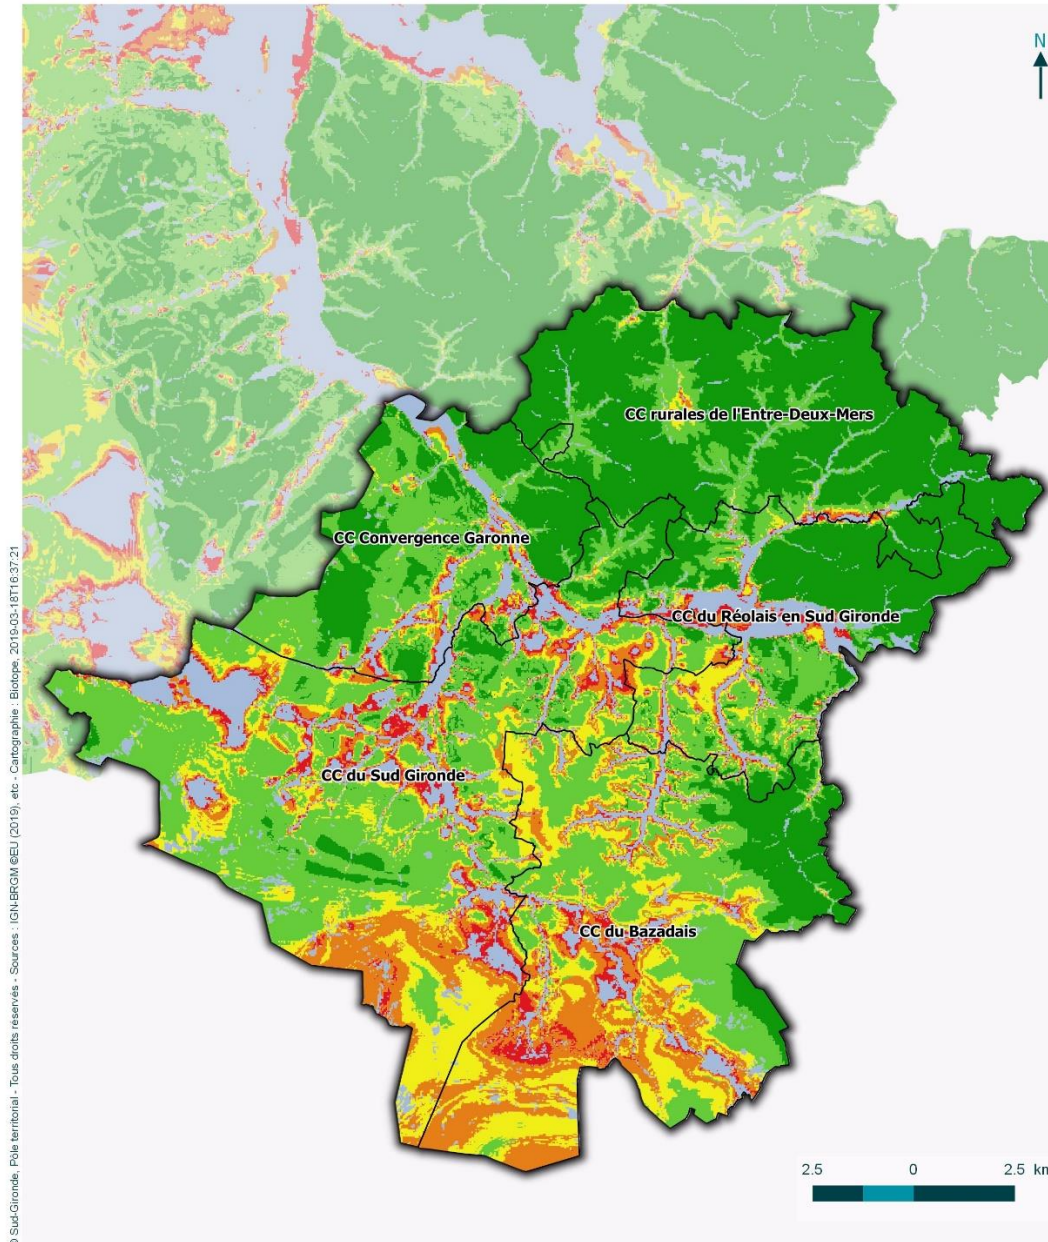 N
CC rurales de l'Entre-Deux-Mers
CC Convergence Garonne
CC du Réolais en Sud Gironde
CC du Sud Gironde
CC du Bazadais
2.5 0 2.5 km
Sud-Gironde, Pôle territorial - Tous droits réservés - Sources : IGN-BRGM ©EU (2019), etc - Cartographie : Biotope, 2019-03-18T16:37:21